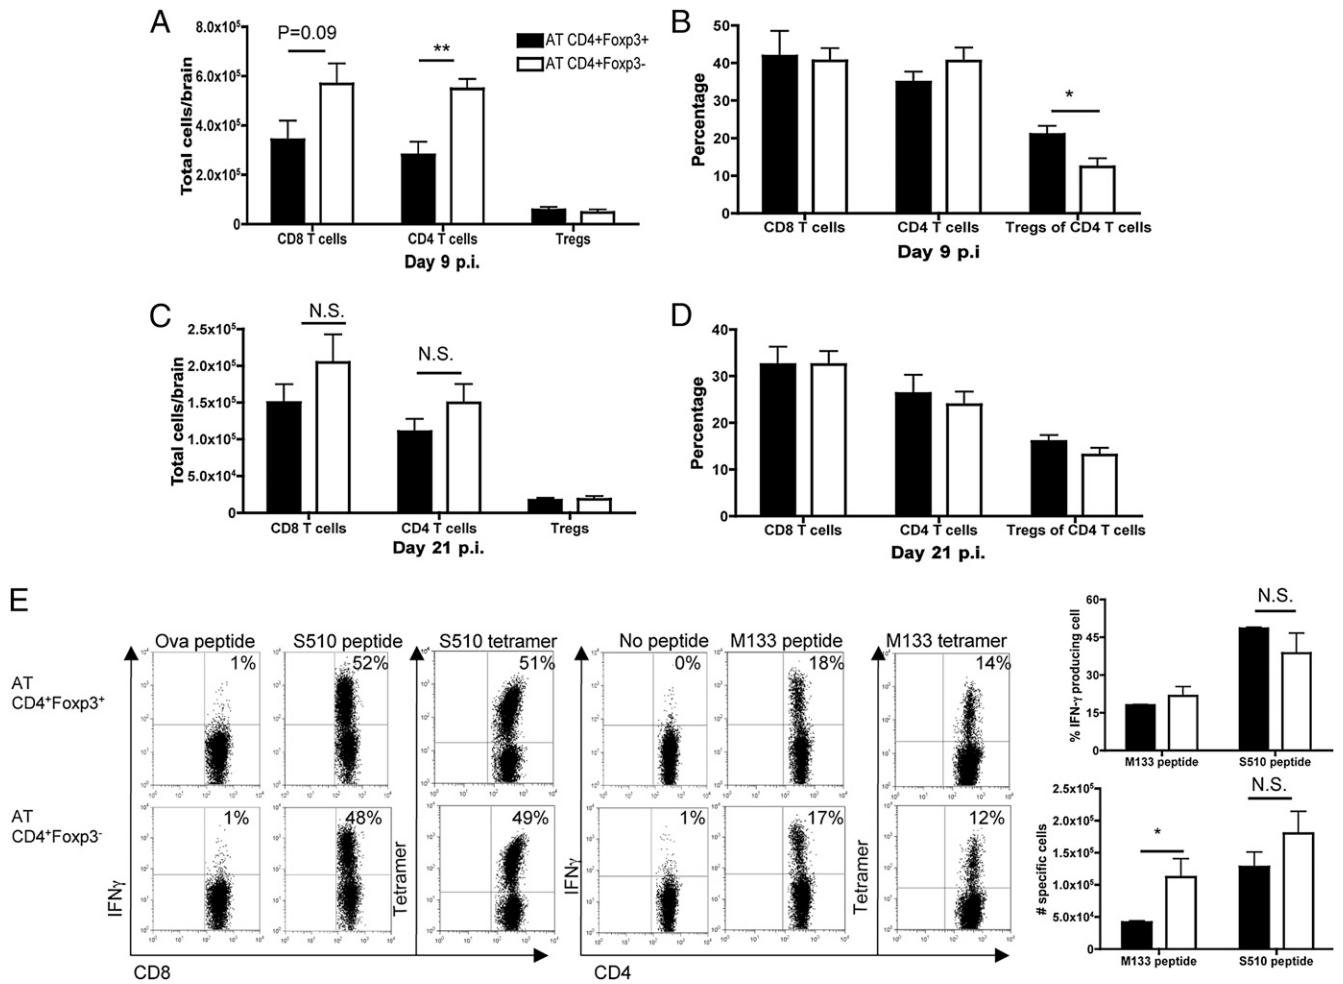 A
P=0.09
**
AT CD4+Foxp3+
AT CD4+Foxp3-
8.0x10⁵
6.0x10⁵
4.0x10⁵
2.0x10⁵
0
Total cells/brain
CD8 T cells
CD4 T cells
Tregs
Day 9 p.i.
B
*
50
40
30
20
10
0
Percentage
CD8 T cells
CD4 T cells
Tregs of CD4 T cells
Day 9 p.i
C
N.S.
N.S.
2.5x10⁵
2.0x10⁵
1.5x10⁵
1.0x10⁵
5.0x10⁴
0
Total cells/brain
CD8 T cells
CD4 T cells
Tregs
Day 21 p.i.
D
40
30
20
10
0
Percentage
CD8 T cells
CD4 T cells
Tregs of CD4 T cells
Day 21 p.i.
E
Ova peptide
S510 peptide
S510 tetramer
No peptide
M133 peptide
M133 tetramer
AT
CD4⁺Foxp3⁺
1%
52%
51%
0%
18%
14%
AT
CD4⁺Foxp3⁻
1%
48%
49%
1%
17%
12%
IFNγ
Tetramer
IFNγ
Tetramer
CD8
CD4
N.S.
60
45
30
15
0
% IFN-γ producing cell
M133 peptide
S510 peptide
*
N.S.
2.5x10⁵
2.0x10⁵
1.5x10⁵
1.0x10⁵
5.0x10⁴
0
# specific cells
M133 peptide
S510 peptide